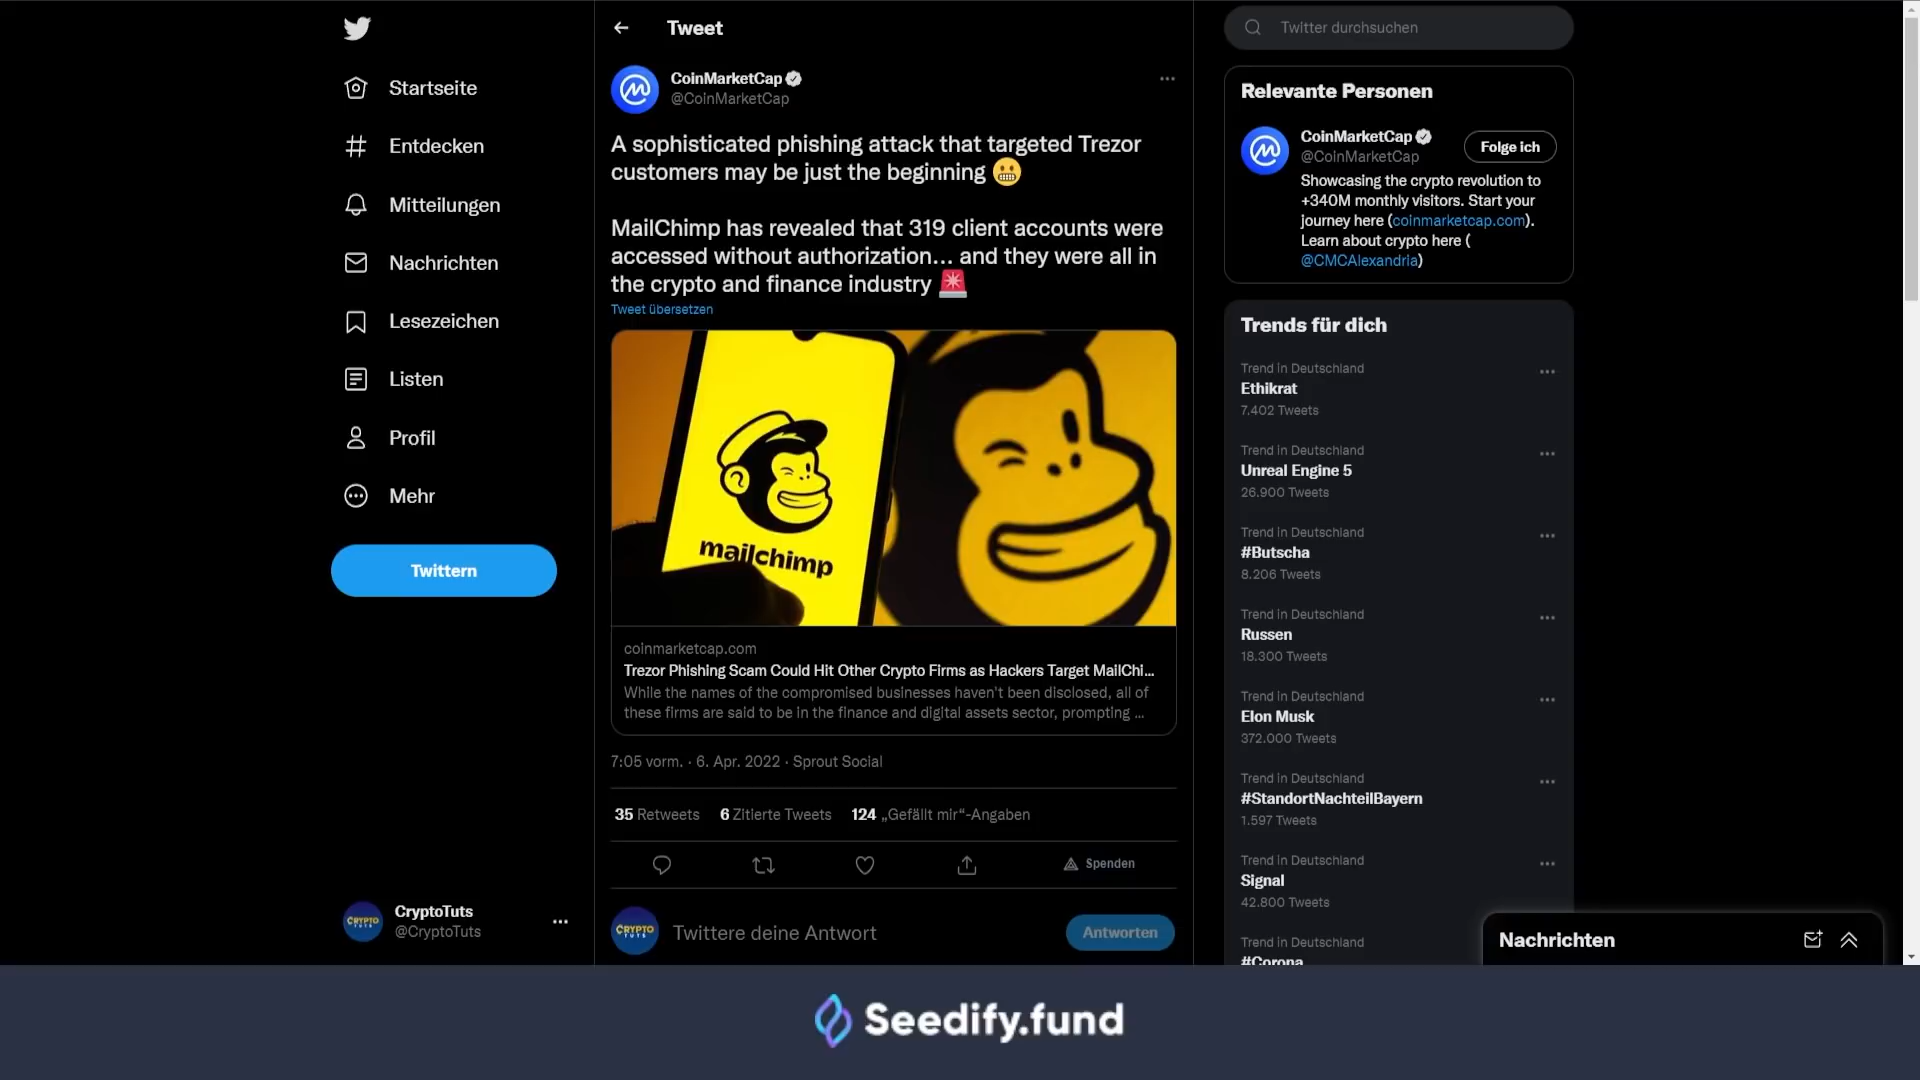 Startseite
Entdecken
Mitteilungen
Nachrichten
Lesezeichen
Listen
Profil
Mehr
Twittern
CryptoTuts
@CryptoTuts
Tweet
CoinMarketCap
@CoinMarketCap
A sophisticated phishing attack that targeted Trezor
customers may be just the beginning 😬
MailChimp has revealed that 319 client accounts were
accessed without authorization... and they were all in
the crypto and finance industry 🚨
Tweet übersetzen
mailchimp
coinmarketcap.com
Trezor Phishing Scam Could Hit Other Crypto Firms as Hackers Target MailChi...
While the names of the compromised businesses haven't been disclosed, all of
these firms are said to be in the finance and digital assets sector, prompting ...
7:05 vorm. · 6. Apr. 2022 · Sprout Social
35 Retweets 6 Zitierte Tweets 124 „Gefällt mir“-Angaben
Spenden
CRYPTO
TUTS
Twittere deine Antwort
Antworten
Twitter durchsuchen
Relevante Personen
CoinMarketCap
@CoinMarketCap
Folge ich
Showcasing the crypto revolution to
+340M monthly visitors. Start your
journey here (coinmarketcap.com).
Learn about crypto here (
@CMCAlexandria)
Trends für dich
Trend in Deutschland
Ethikrat
7.402 Tweets
Trend in Deutschland
Unreal Engine 5
26.900 Tweets
Trend in Deutschland
#Butscha
8.206 Tweets
Trend in Deutschland
Russen
18.300 Tweets
Trend in Deutschland
Elon Musk
372.000 Tweets
Trend in Deutschland
#StandortNachteilBayern
1.597 Tweets
Trend in Deutschland
Signal
42.800 Tweets
Trend in Deutschland
#Corona
Nachrichten
Seedify.fund